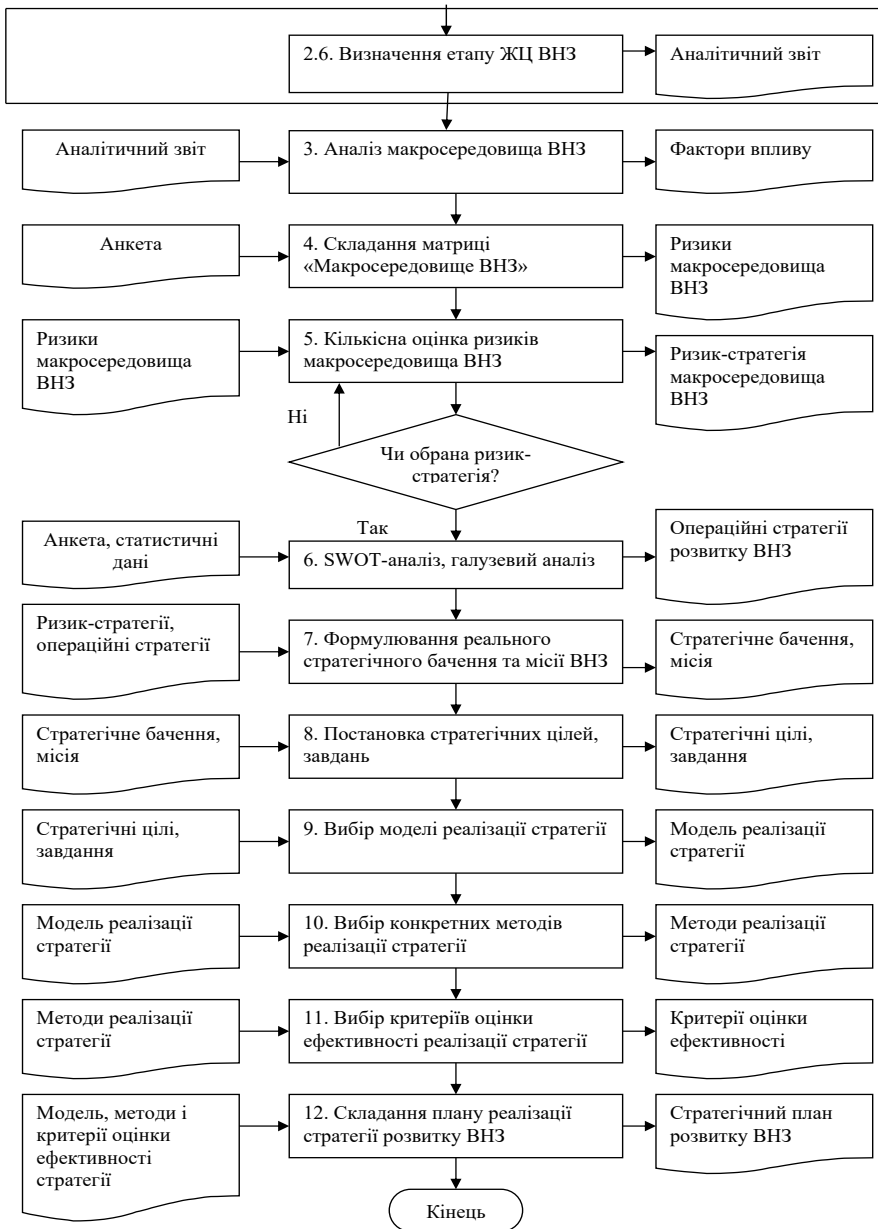 2.6. Визначення етапу ЖЦ ВНЗ
Аналітичний звіт
Аналітичний звіт
3. Аналіз макросередовища ВНЗ
Фактори впливу
Анкета
4. Складання матриці
«Макросередовище ВНЗ»
Ризики
макросередовища
ВНЗ
Ризики
макросередовища
ВНЗ
5. Кількісна оцінка ризиків
макросередовища ВНЗ
Ризик-стратегія
макросередовища
ВНЗ
Ні
Чи обрана ризик-
стратегія?
Так
Анкета, статистичні
дані
6. SWOT-аналіз, галузевий аналіз
Операційні стратегії
розвитку ВНЗ
Ризик-стратегії,
операційні стратегії
7. Формулювання реального
стратегічного бачення та місії ВНЗ
Стратегічне бачення,
місія
Стратегічне бачення,
місія
8. Постановка стратегічних цілей,
завдань
Стратегічні цілі,
завдання
Стратегічні цілі,
завдання
9. Вибір моделі реалізації стратегії
Модель реалізації
стратегії
Модель реалізації
стратегії
10. Вибір конкретних методів
реалізації стратегії
Методи реалізації
стратегії
Методи реалізації
стратегії
11. Вибір критеріїв оцінки
ефективності реалізації стратегії
Критерії оцінки
ефективності
Модель, методи і
критерії оцінки
ефективності
стратегії
12. Складання плану реалізації
стратегії розвитку ВНЗ
Стратегічний план
розвитку ВНЗ
Кінець